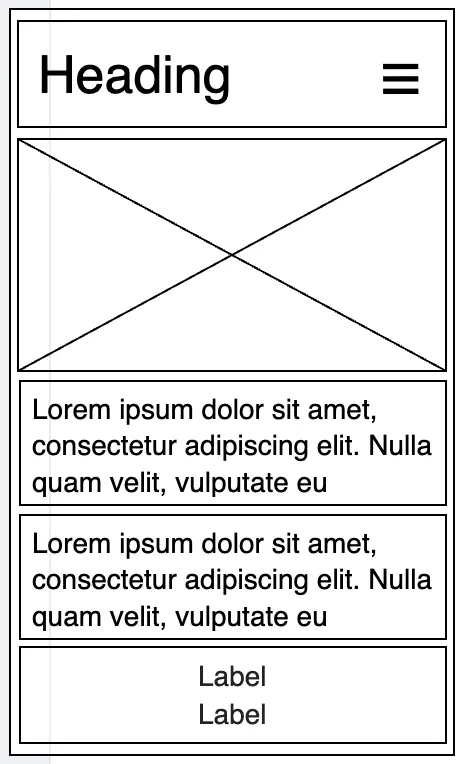 Heading
Lorem ipsum dolor sit amet,
consectetur adipiscing elit. Nulla
quam velit, vulputate eu
Lorem ipsum dolor sit amet,
consectetur adipiscing elit. Nulla
quam velit, vulputate eu
Label
Label